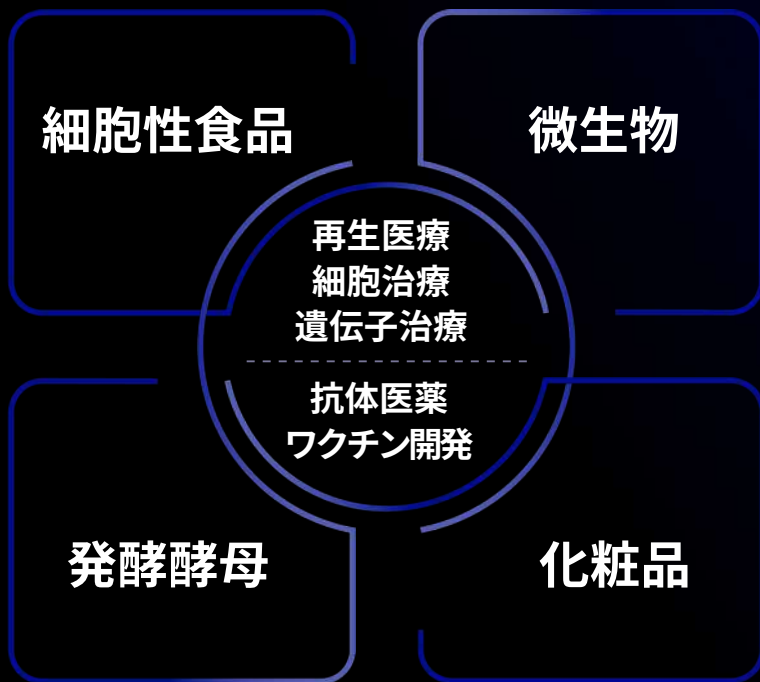 細胞性食品
微生物
再生医療
細胞治療
遺伝子治療
抗体医薬
ワクチン開発
発酵酵母
化粧品